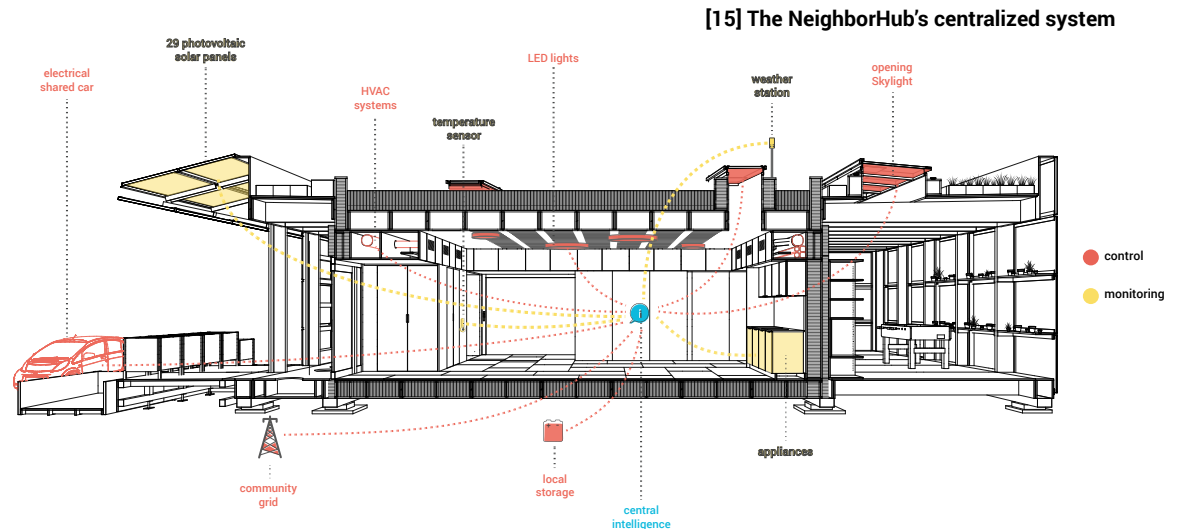 [15] The NeighborHub's centralized system
29 photovoltaic
solar panels
electrical
shared car
HVAC
systems
temperature
sensor
LED lights
weather
station
opening
Skylight
control
monitoring
i
community
grid
local
storage
central
intelligence
appliances